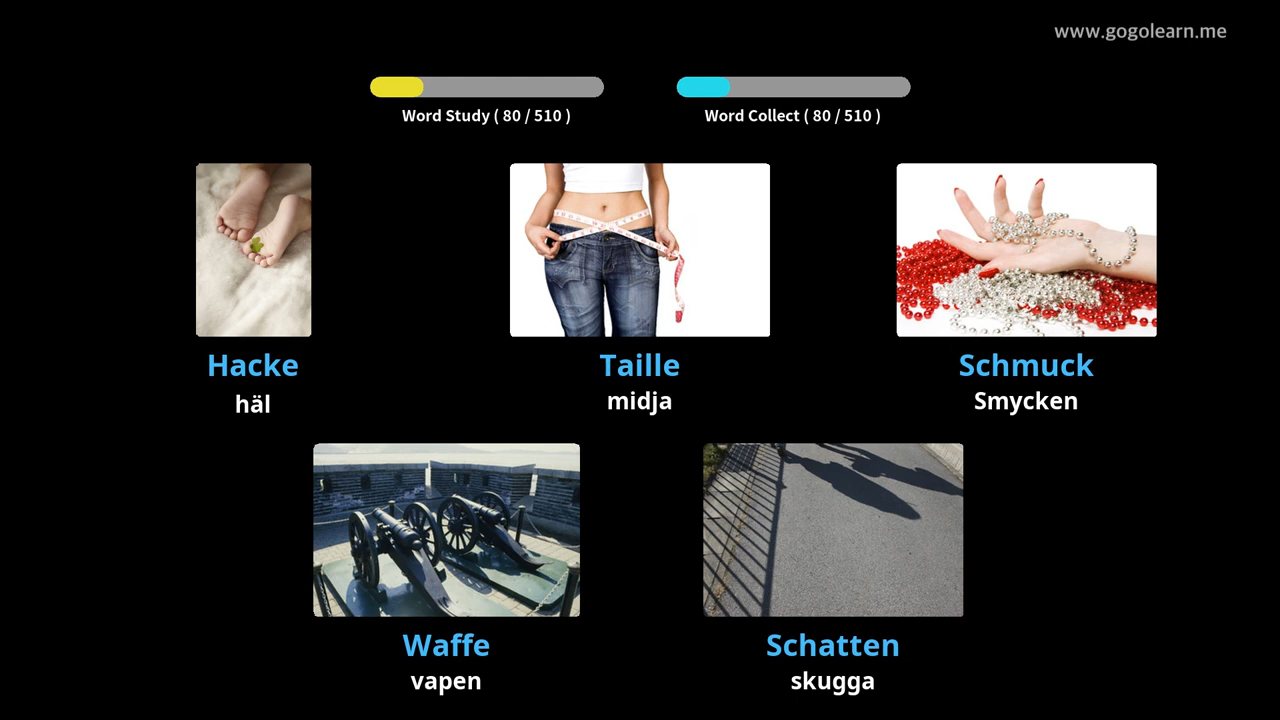 www.gogolearn.me
Word Study ( 80 / 510 )
Word Collect ( 80 / 510 )
Hacke
häl
Taille
midja
Schmuck
Smycken
Waffe
vapen
Schatten
skugga